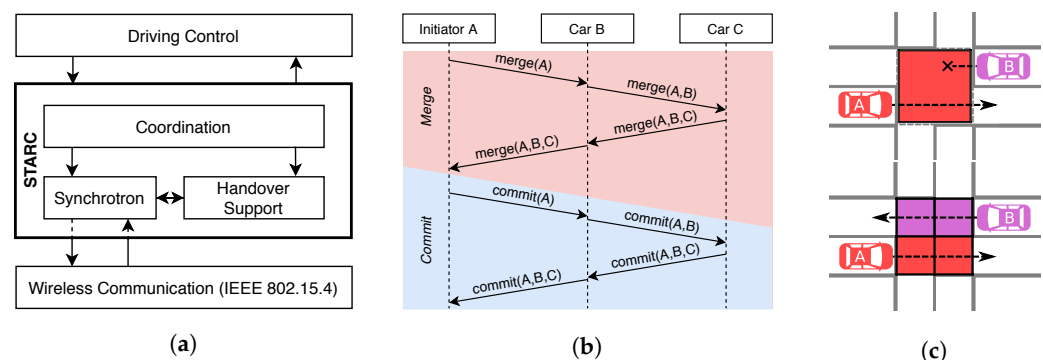 Driving Control
STARC
Coordination
Synchrotron
Handover
Support
Wireless Communication (IEEE 802.15.4)
(a)
Initiator A
Car B
Car C
Merge
merge(A)
merge(A,B)
merge(A,B,C)
merge(A,B,C)
Commit
commit(A)
commit(A,B)
commit(A,B,C)
commit(A,B,C)
(b)
B
A
B
A
(c)